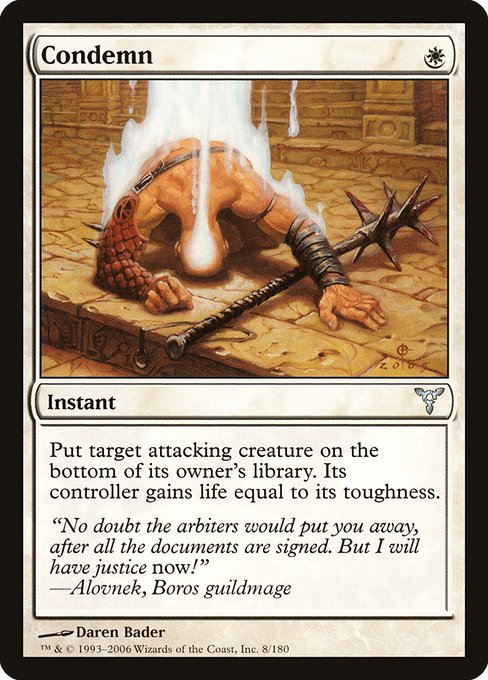 Condemn
2005
Instant
Put target attacking creature on the
bottom of its owner's library. Its
controller gains life equal to its toughness.
"No doubt the arbiters would put you away,
after all the documents are signed. But I will
have justice now!"
—Alovnek, Boros guildmage
Daren Bader
™ & © 1993–2006 Wizards of the Coast, Inc. 8/180